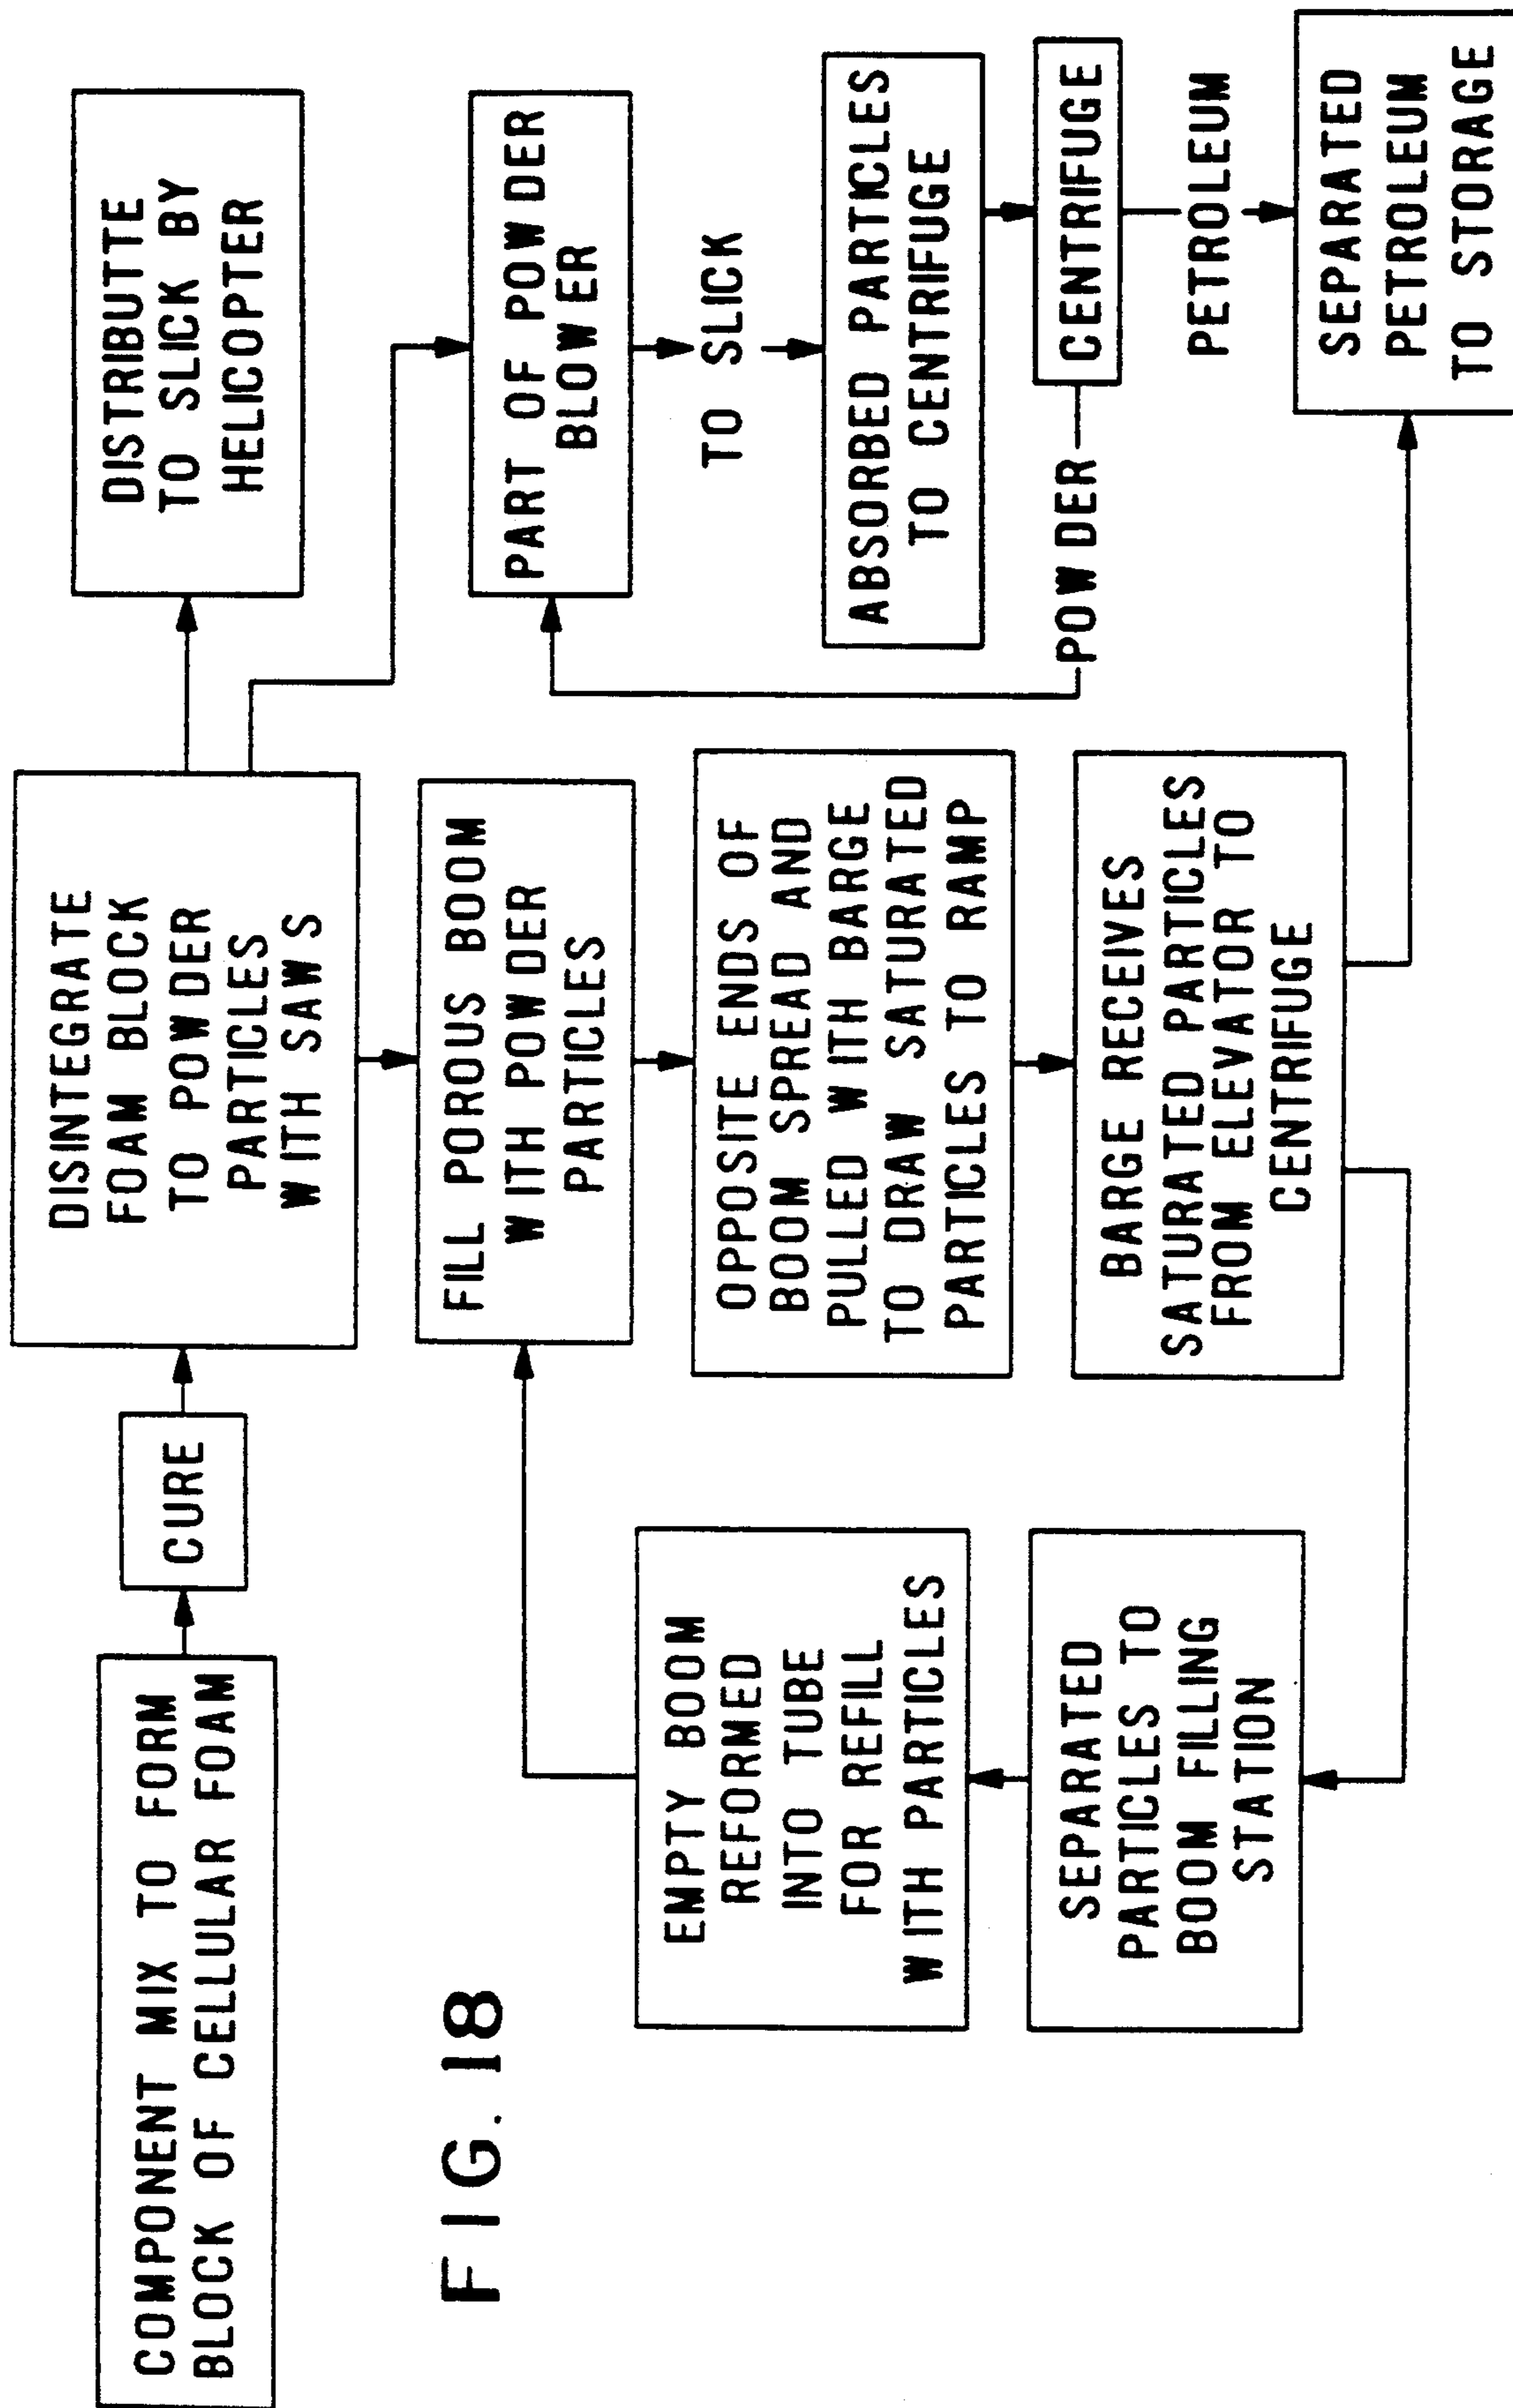 COMPONENT MIX TO FORM
BLOCK OF CELLULAR FOAM
CURE
DISINTEGRATE
FOAM BLOCK
TO POWDER
PARTICLES
WITH SAWS
DISTRIBUTTE
TO SLICK BY
HELICOPTER
FILL POROUS BOOM
WITH POWDER
PARTICLES
PART OF POWDER
BLOWER
TO SLICK
OPPOSITE ENDS OF
BOOM SPREAD AND
PULLED WITH BARGE
TO DRAW SATURATED
PARTICLES TO RAMP
ABSORBED PARTICLES
TO CENTRIFUGE
EMPTY BOOM
REFORMED
INTO TUBE
FOR REFILL
WITH PARTICLES
BARGE RECEIVES
SATURATED PARTICLES
FROM ELEVATOR TO
CENTRIFUGE
POWDER
CENTRIFUGE
PETROLEUM
SEPARATED
PARTICLES TO
BOOM FILLING
STATION
SEPARATED
PETROLEUM
TO STORAGE
FIG. 18